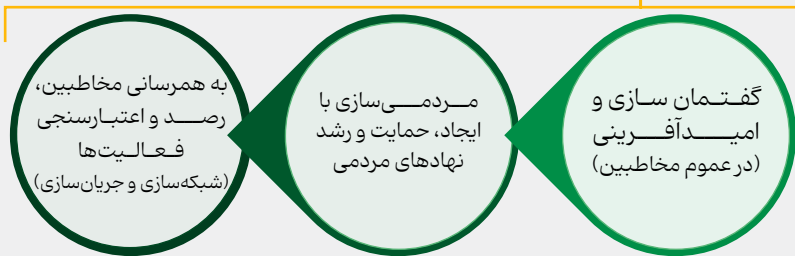 گفتمان سازی و
امیدآفرینی
(در عموم مخاطبین)
مردمی‌سازی با
ایجاد، حمایت و رشد
نهادهای مردمی
به همرسانی مخاطبین،
رصد و اعتبارسنجی
فعالیت‌ها
(شبکه‌سازی و جریان‌سازی)